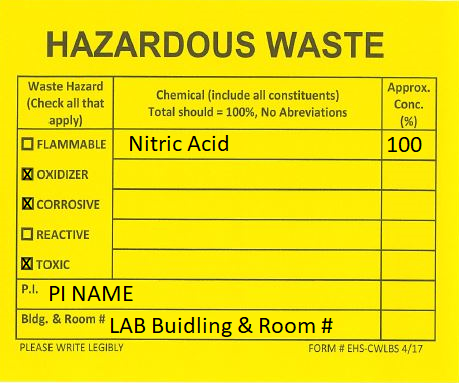 HAZARDOUS WASTE
Waste Hazard
(Check all that
apply)
Chemical (include all constituents)
Total should = 100%, No Abreviations
Approx.
Conc.
(%)
FLAMMABLE
Nitric Acid
100
OXIDIZER
CORROSIVE
REACTIVE
TOXIC
P.I. PI NAME
Bldg. & Room # LAB Buidling & Room #
PLEASE WRITE LEGIBLY
FORM # EHS-CWLBS 4/17